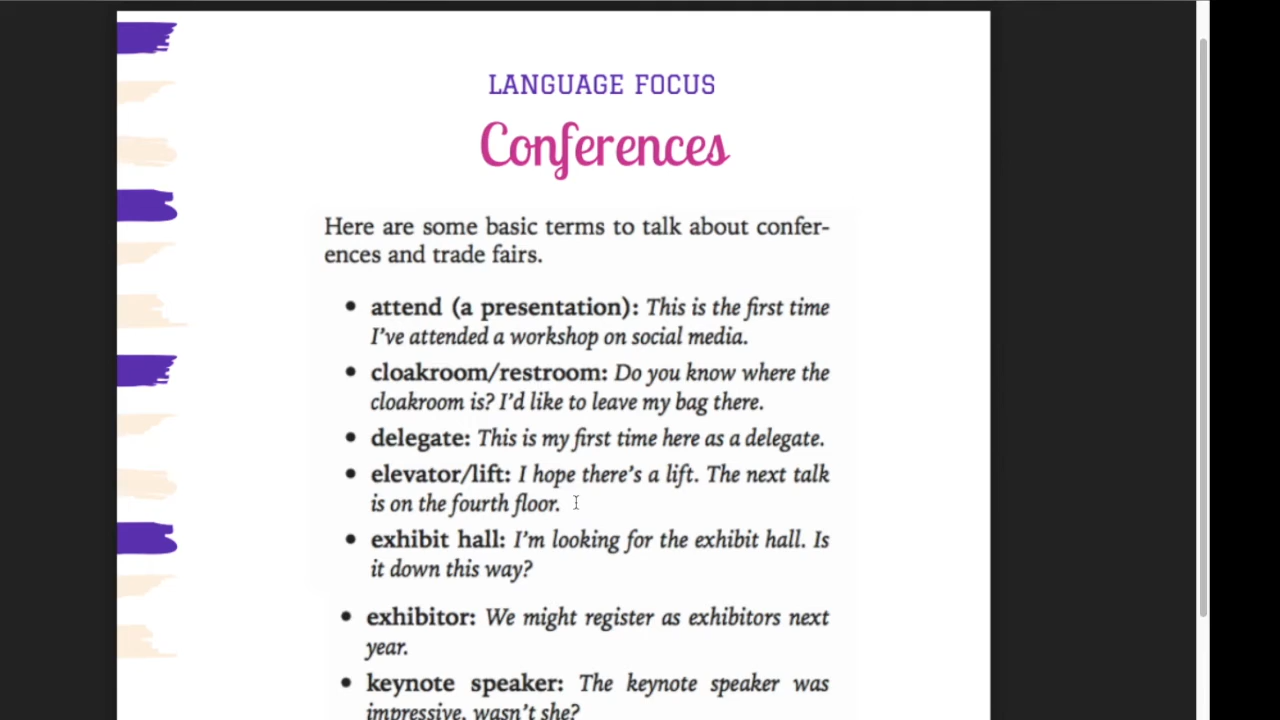 LANGUAGE FOCUS
Conferences
Here are some basic terms to talk about confer-
ences and trade fairs.
• attend (a presentation): This is the first time
I've attended a workshop on social media.
• cloakroom/restroom: Do you know where the
cloakroom is? I'd like to leave my bag there.
• delegate: This is my first time here as a delegate.
• elevator/lift: I hope there's a lift. The next talk
is on the fourth floor.
• exhibit hall: I'm looking for the exhibit hall. Is
it down this way?
• exhibitor: We might register as exhibitors next
year.
• keynote speaker: The keynote speaker was
impressive, wasn't she?